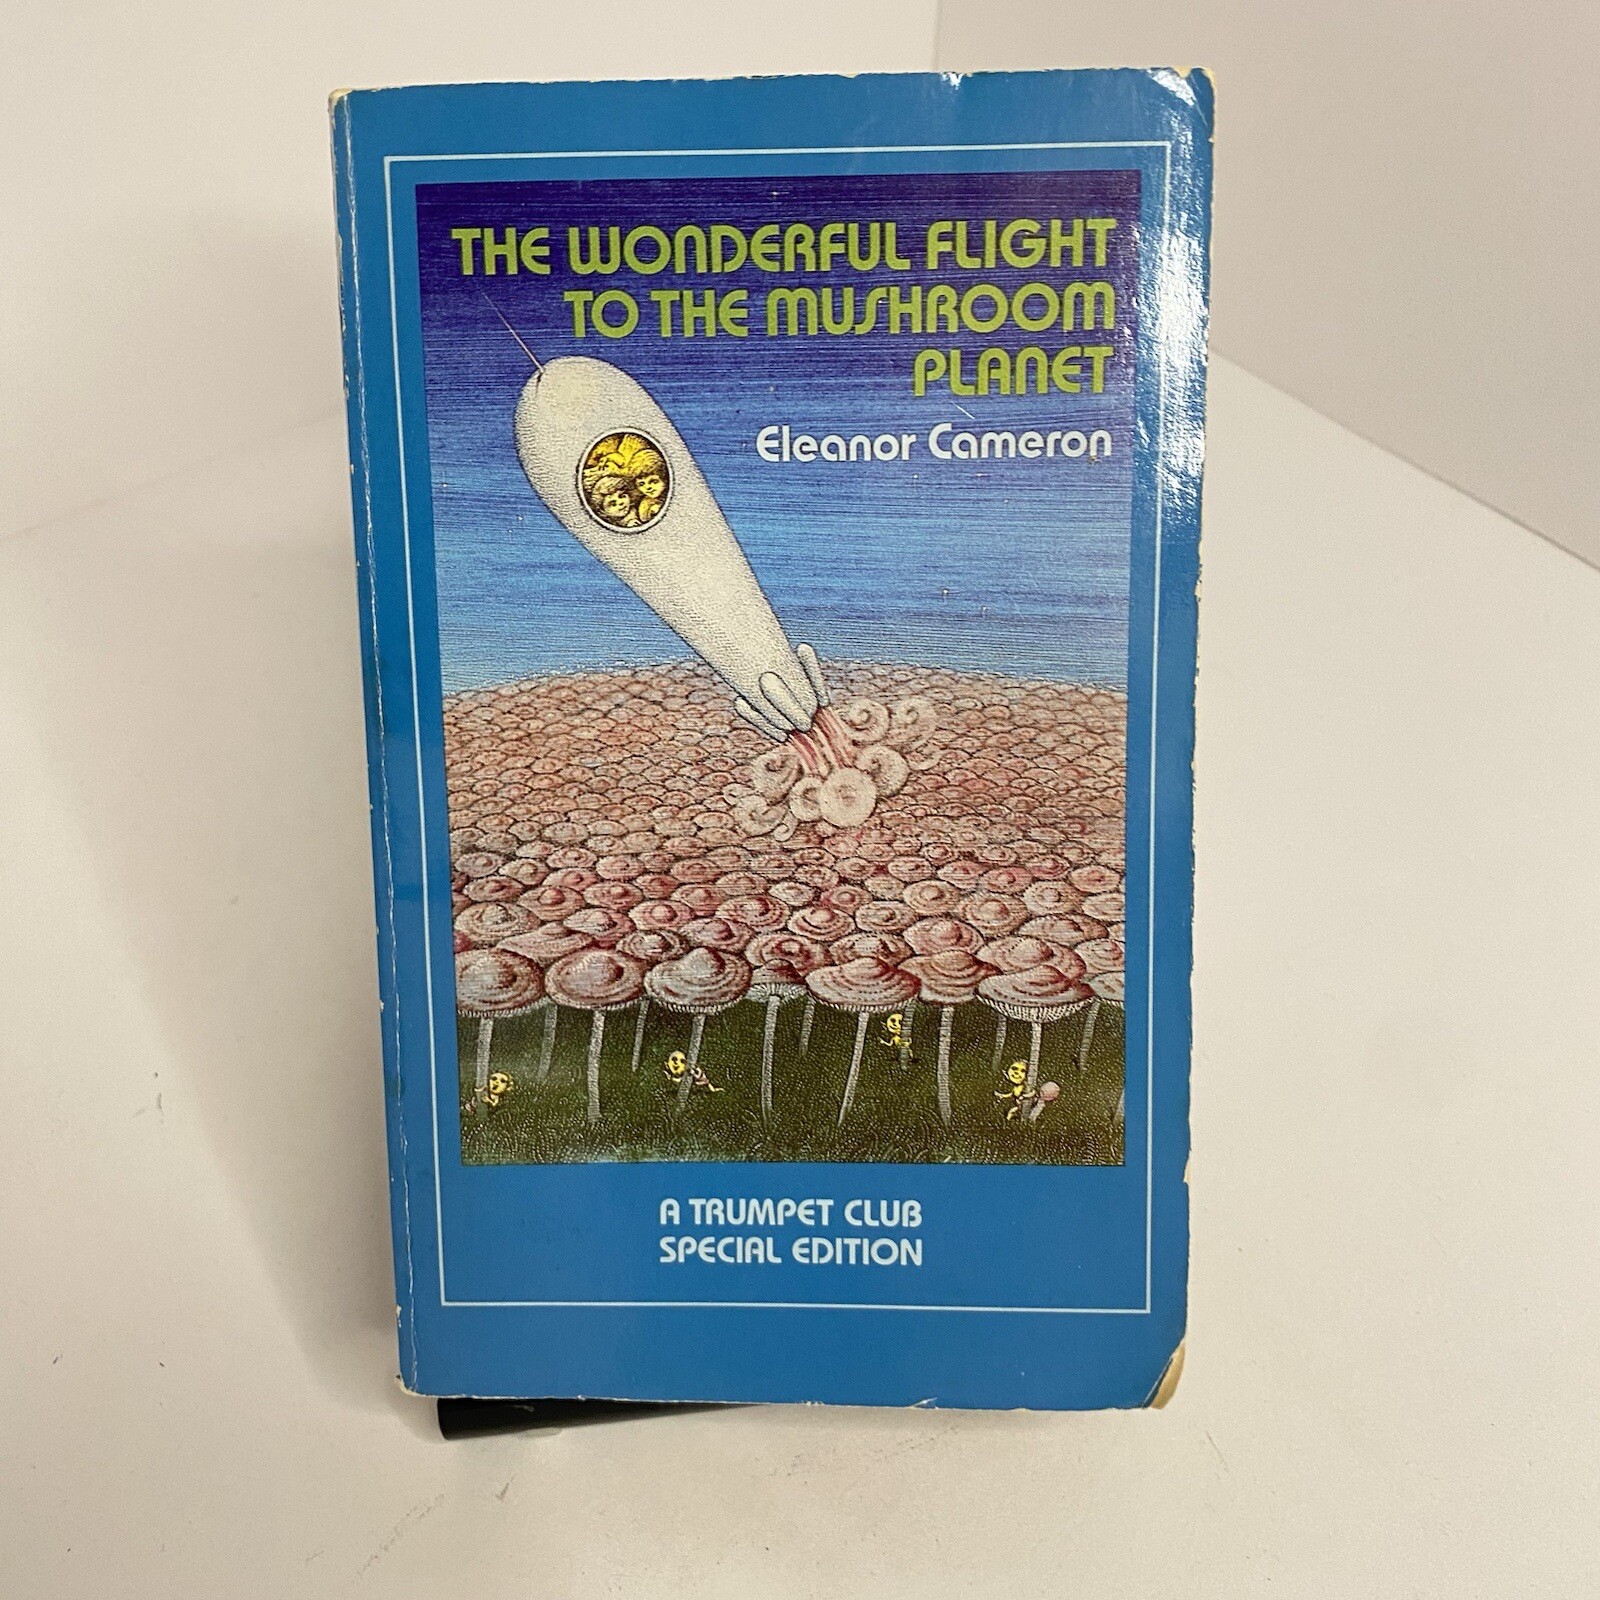 THE WONDERFUL FLIGHT
TO THE MUSHROOM
PLANET
Eleanor Cameron
A TRUMPET CLUB
SPECIAL EDITION